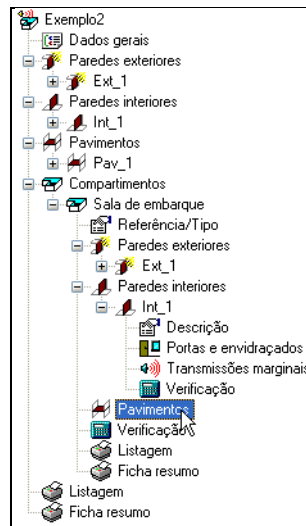 Exemplo2
Dados gerais
Paredes exteriores
Ext_1
Paredes interiores
Int_1
Pavimentos
Pav_1
Compartimentos
Sala de embarque
Referência/Tipo
Paredes exteriores
Ext_1
Paredes interiores
Int_1
Descrição
Portas e envidraçados
Transmissões marginais
Verificação
Pavimentos
Verificação
Listagem
Ficha resumo
Listagem
Ficha resumo